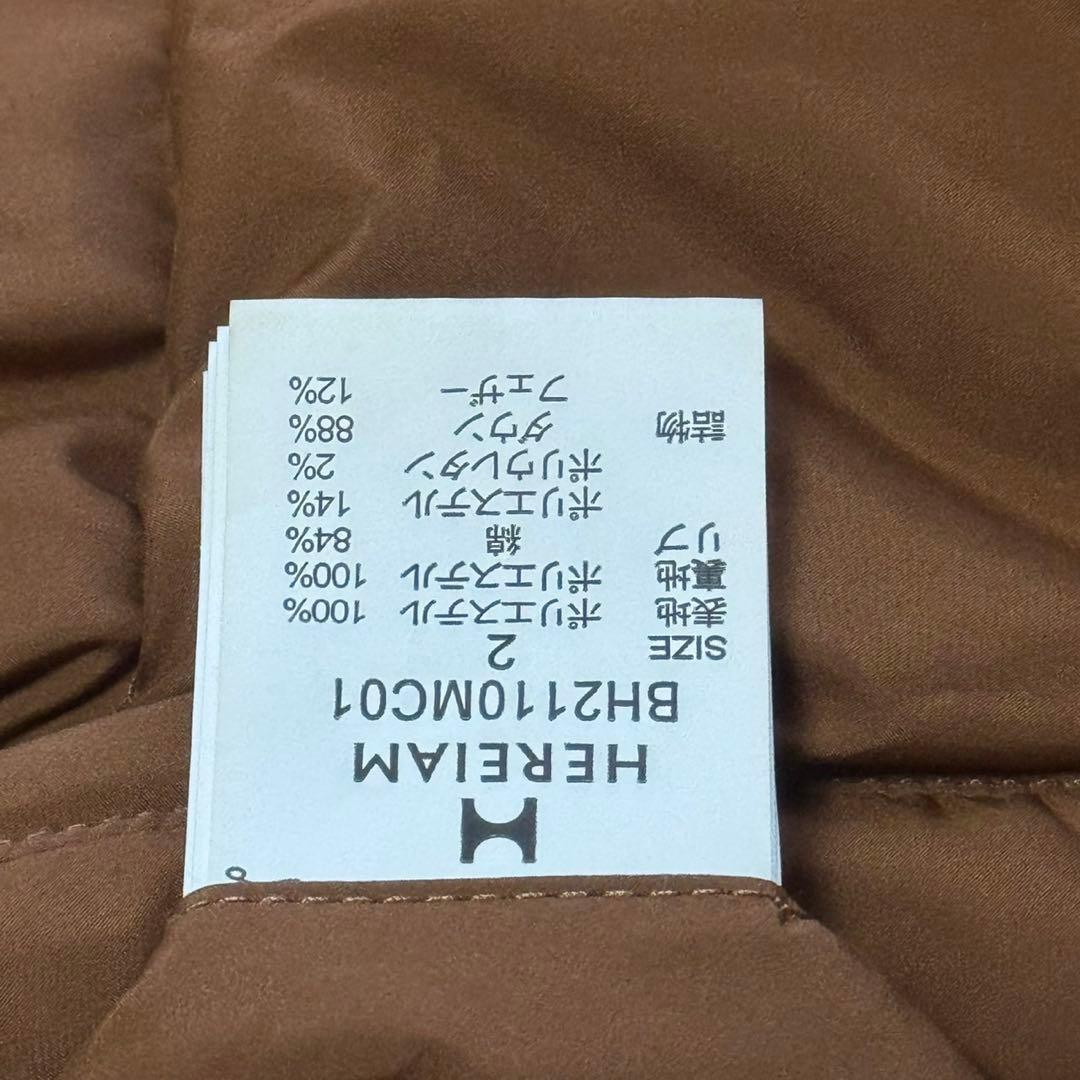 HEREIAM
BH2110MC01
SIZE 2
表地 ポリエステル 100%
裏地 ポリエステル 100%
リブ 綿 84%
ポリエステル 14%
ポリウレタン 2%
詰物 ダウン 88%
フェザー 12%